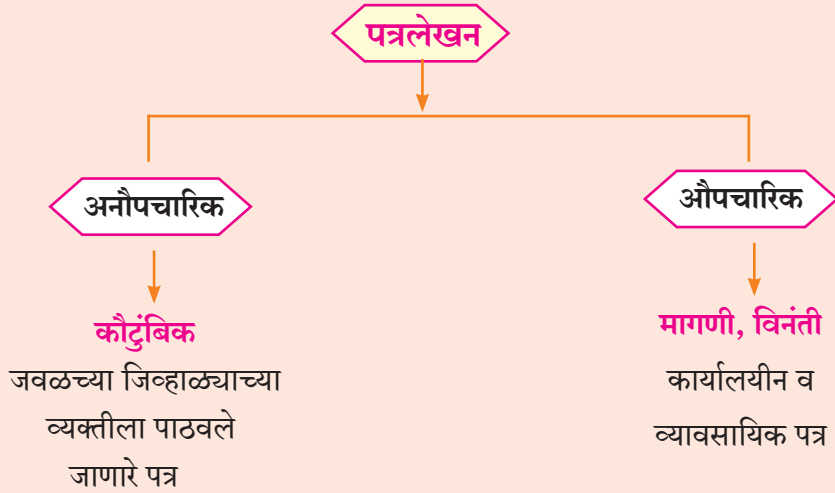 पत्रलेखन
अनौपचारिक
औपचारिक
कौटुंबिक
जवळच्या जिव्हाळ्याच्या
व्यक्तीला पाठवले
जाणारे पत्र
मागणी, विनंती
कार्यालयीन व
व्यावसायिक पत्र